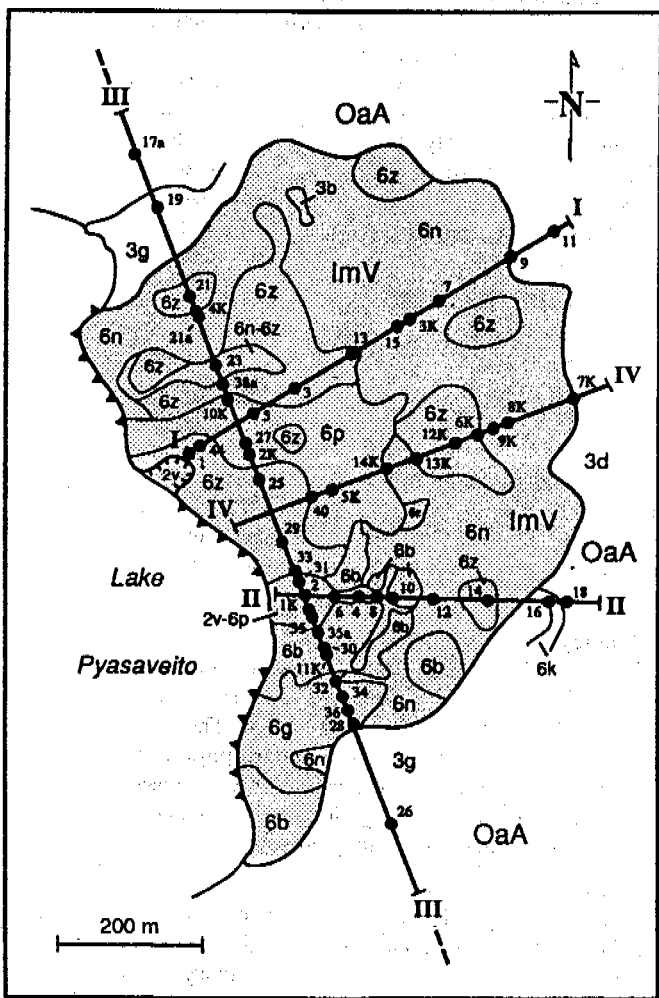 III
OaA
N
17a
6z
3b
19
I
6n
11
3g
ImV
9
21
7
6z
4K
6z
15
3K
6z
21a
13
6n
6n-6z
6z
23
7K
IV
38a
3
6z
10K
5
6z
8K
6p
6K
I
27
6z
12K
9K
4k
2K
14K
1
13K
3d
2v-
6z
25
5K
IV
40
6n
ImV
29
OaA
33
6b
Lake
31
6b
6z
2
II
10
14
1K
6
4
8
12
16
18
II
2v-6p
35
35a
6b
6b
30
6k
Pyasaveito
11K
6b
32
34
6n
36
6g
28
6n
3g
26
6b
OaA
200 m
III